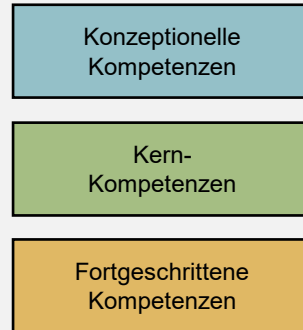 Konzeptionelle
Kompetenzen
Kern-
Kompetenzen
Fortgeschrittene
Kompetenzen